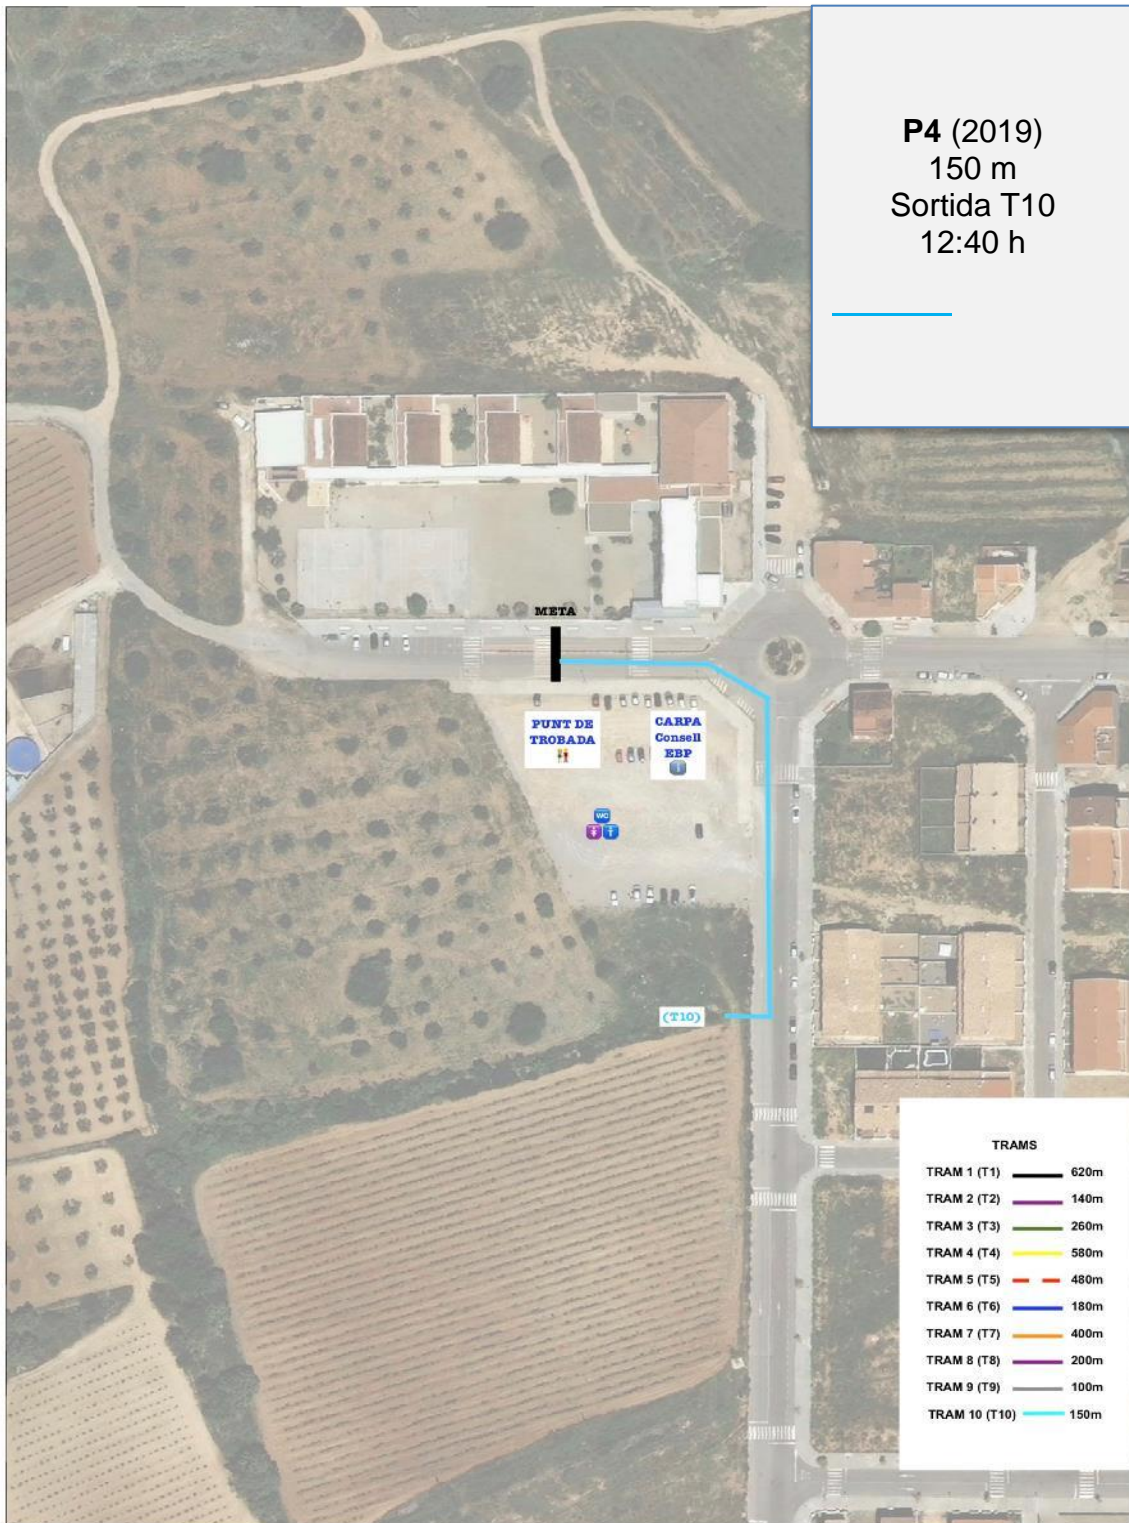 P4 (2019)
150 m
Sortida T10
12:40 h
META
PUNT DE
TROBADA
CARPA
Consell
EBP
WC
(T10)
TRAMS
TRAM 1 (T1) 620m
TRAM 2 (T2) 140m
TRAM 3 (T3) 260m
TRAM 4 (T4) 580m
TRAM 5 (T5) 480m
TRAM 6 (T6) 180m
TRAM 7 (T7) 400m
TRAM 8 (T8) 200m
TRAM 9 (T9) 100m
TRAM 10 (T10) 150m